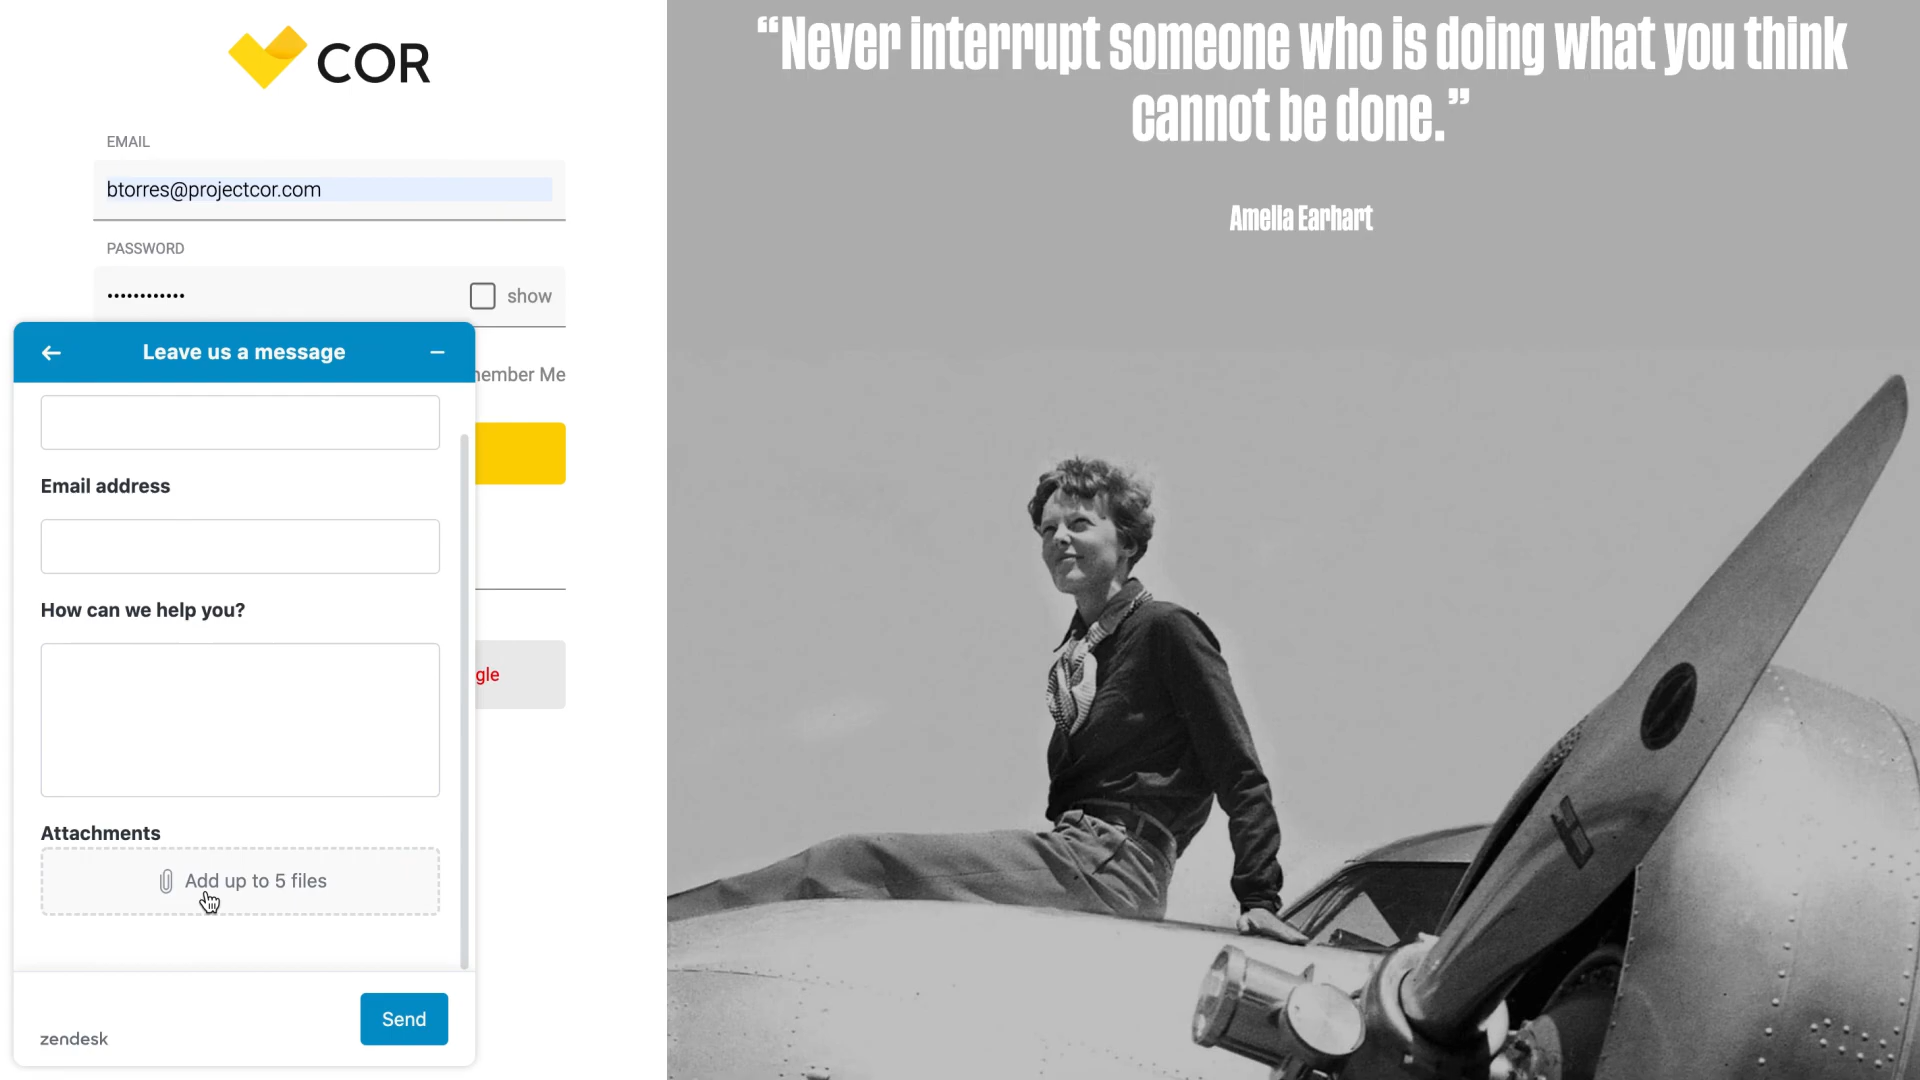 COR
EMAIL
btorres@projectcor.com
PASSWORD
•••••••••••• show
Leave us a message
member Me
Email address
How can we help you?
gle
Attachments
Add up to 5 files
Send
zendesk
“Never interrupt someone who is doing what you think
cannot be done.”
Amelia Earhart